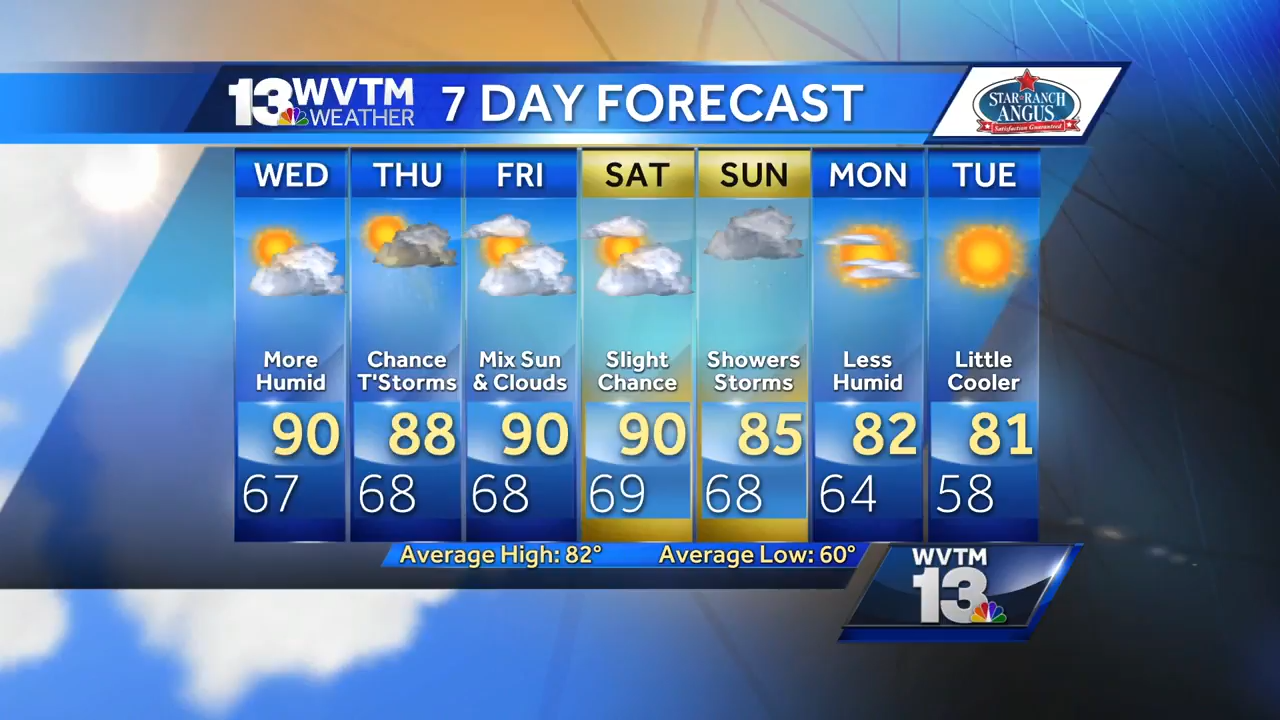 13 WVTM
WEATHER
7 DAY FORECAST
STAR RANCH
ANGUS
Satisfaction Guaranteed
WED THU FRI SAT SUN MON TUE
More Chance Mix Sun Slight Showers Less Little
Humid T'Storms & Clouds Chance Storms Humid Cooler
90 88 90 90 85 82 81
67 68 68 69 68 64 58
Average High: 82° Average Low: 60°
WVTM
13